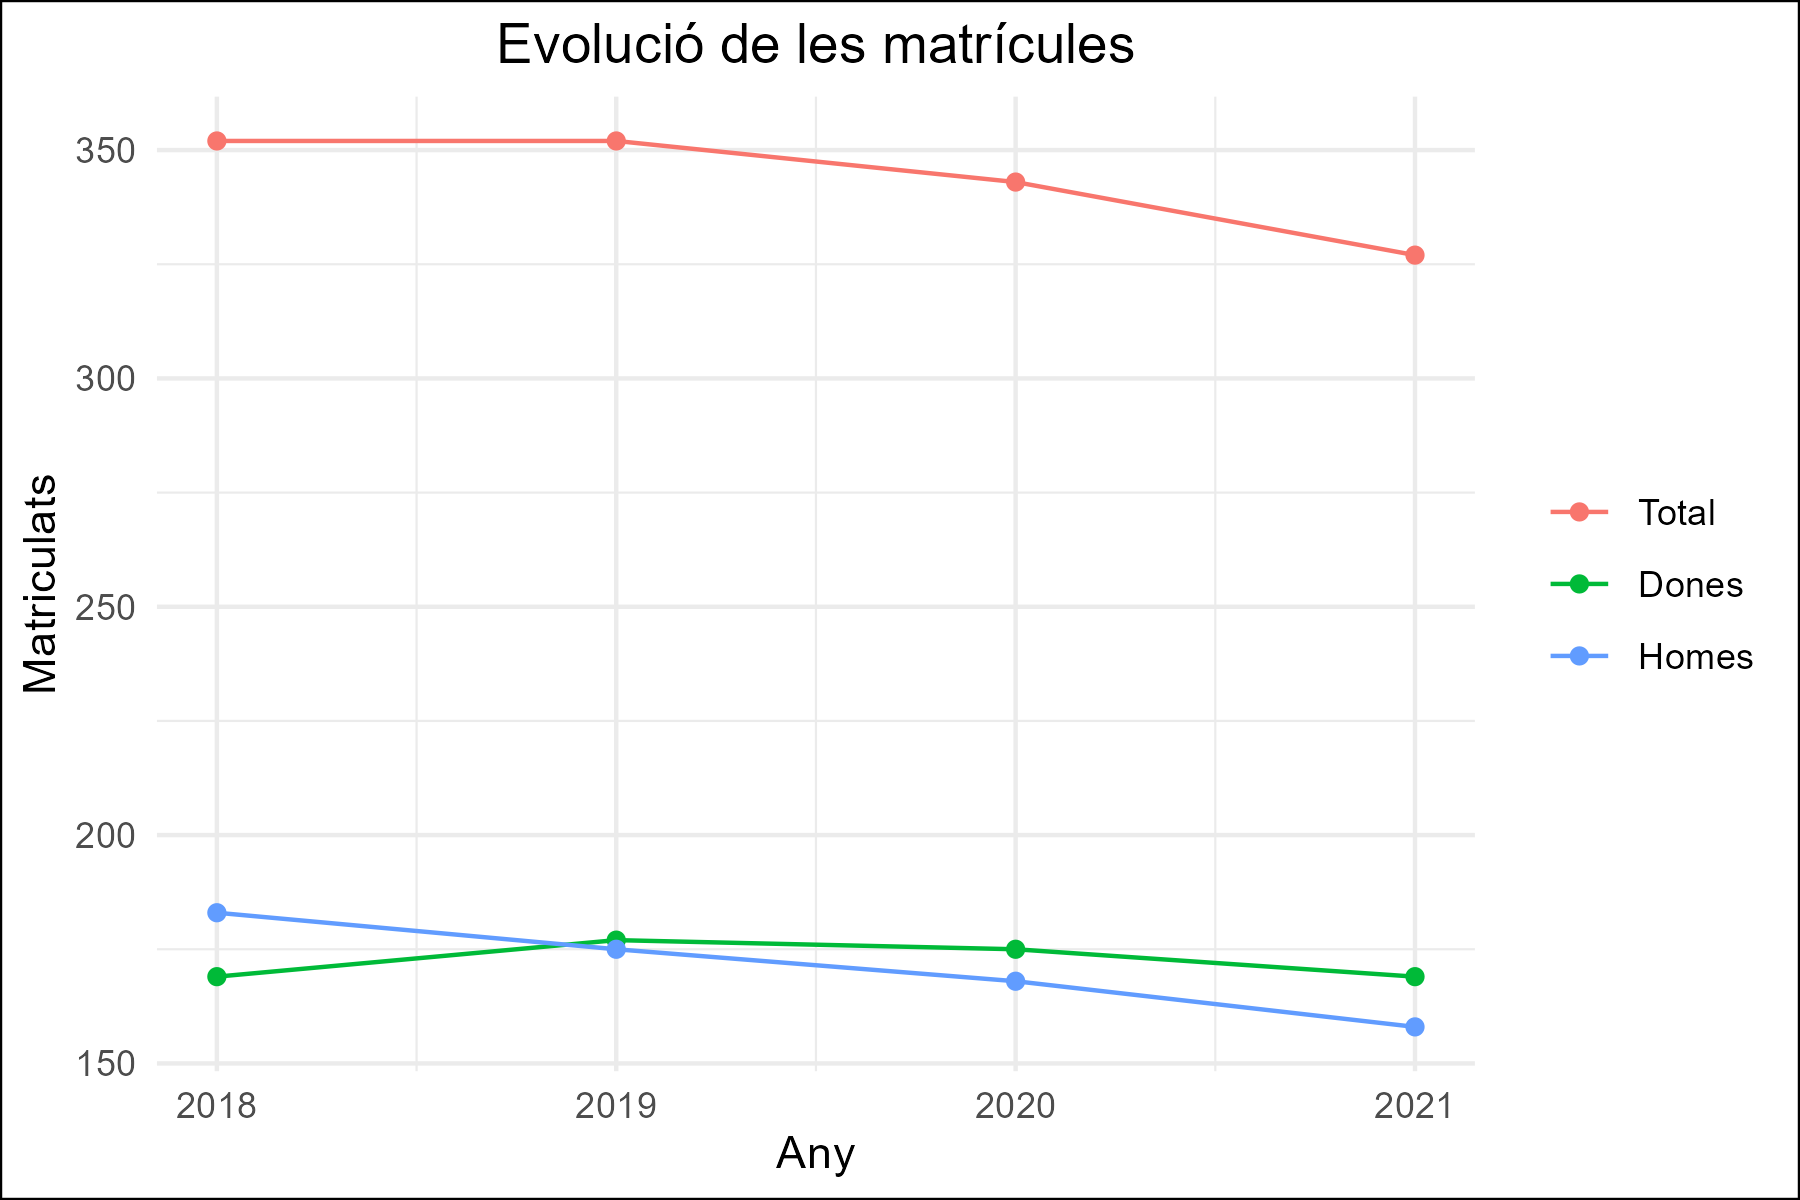 Evolució de les matrícules
350
300
250
200
150
Matriculats
2018 2019 2020 2021
Any
Total
Dones
Homes